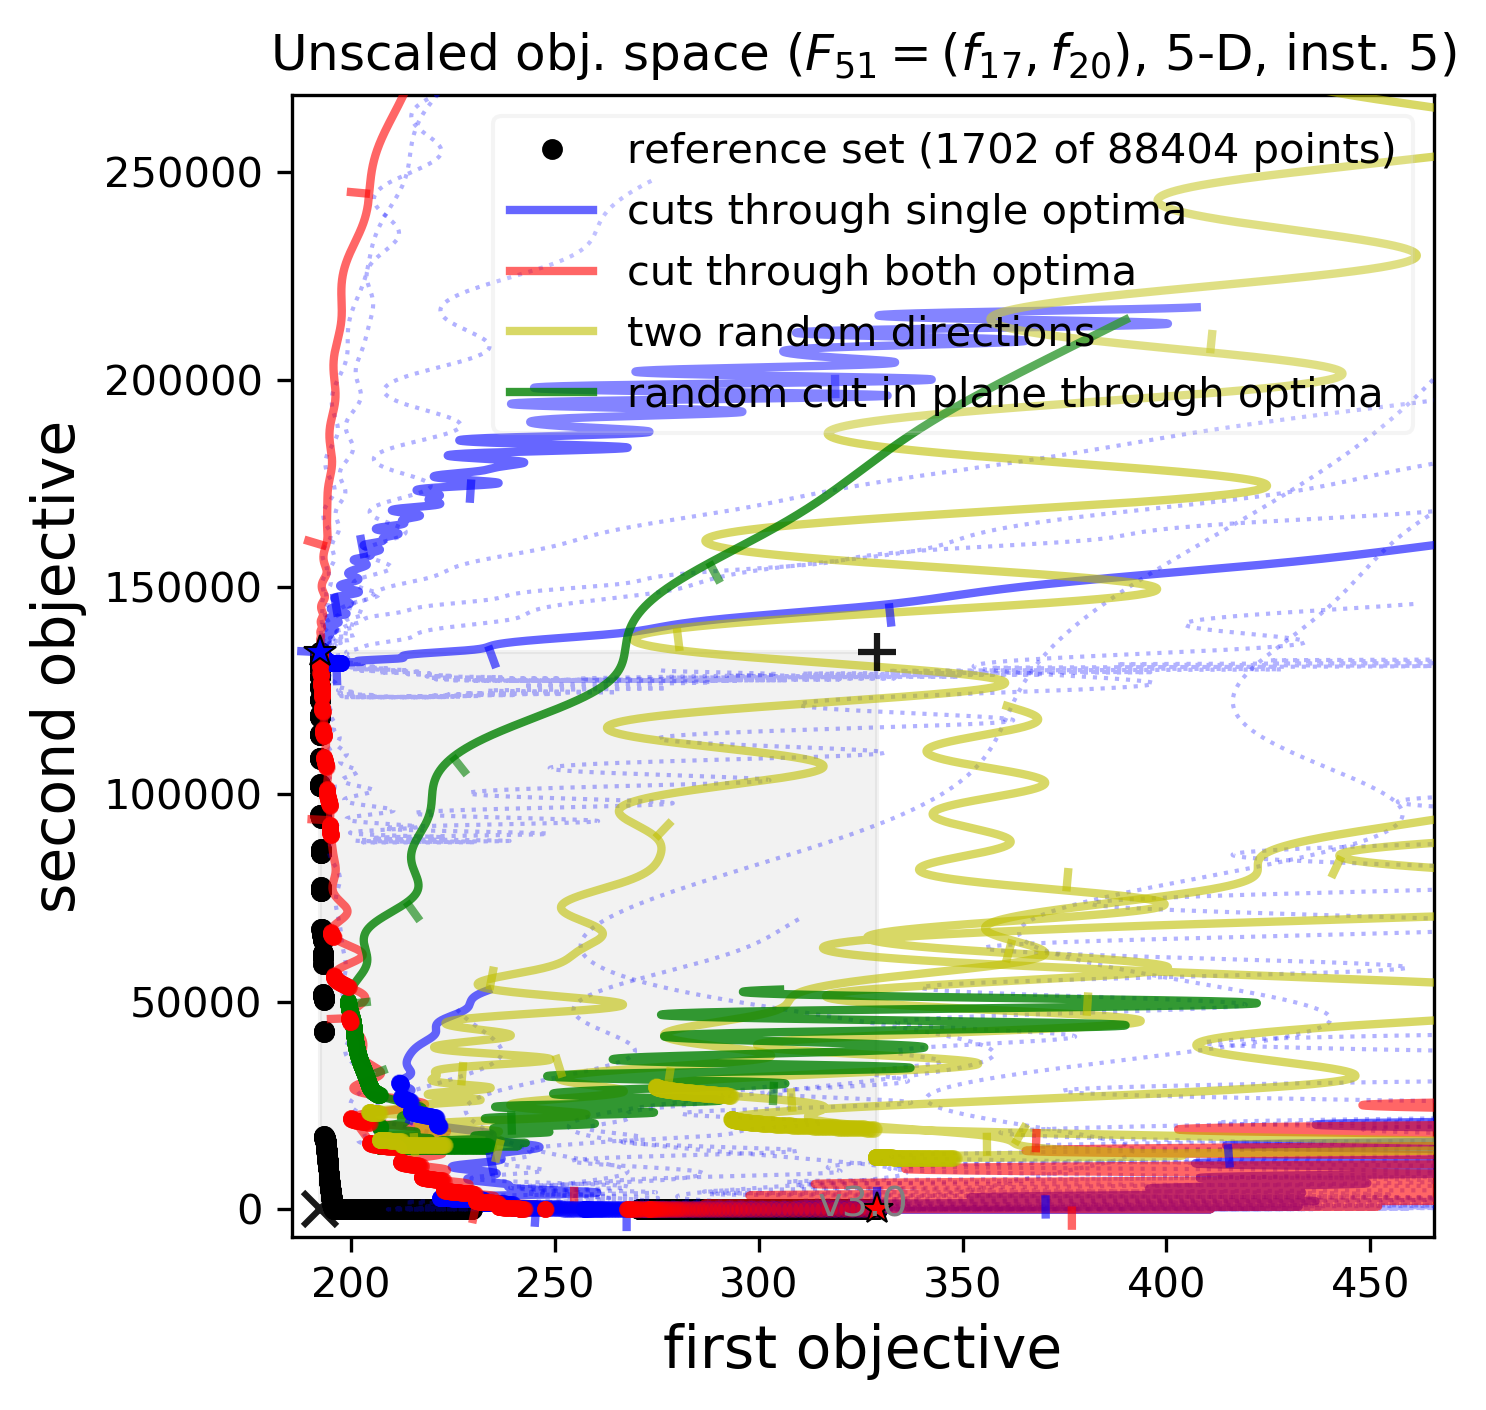 Unscaled obj. space (F₅₁ = (f₁₇, f₂₀), 5-D, inst. 5)
reference set (1702 of 88404 points)
cuts through single optima
cut through both optima
two random directions
random cut in plane through optima
250000
200000
150000
100000
50000
0
second objective
v3.0
200
250
300
350
400
450
first objective